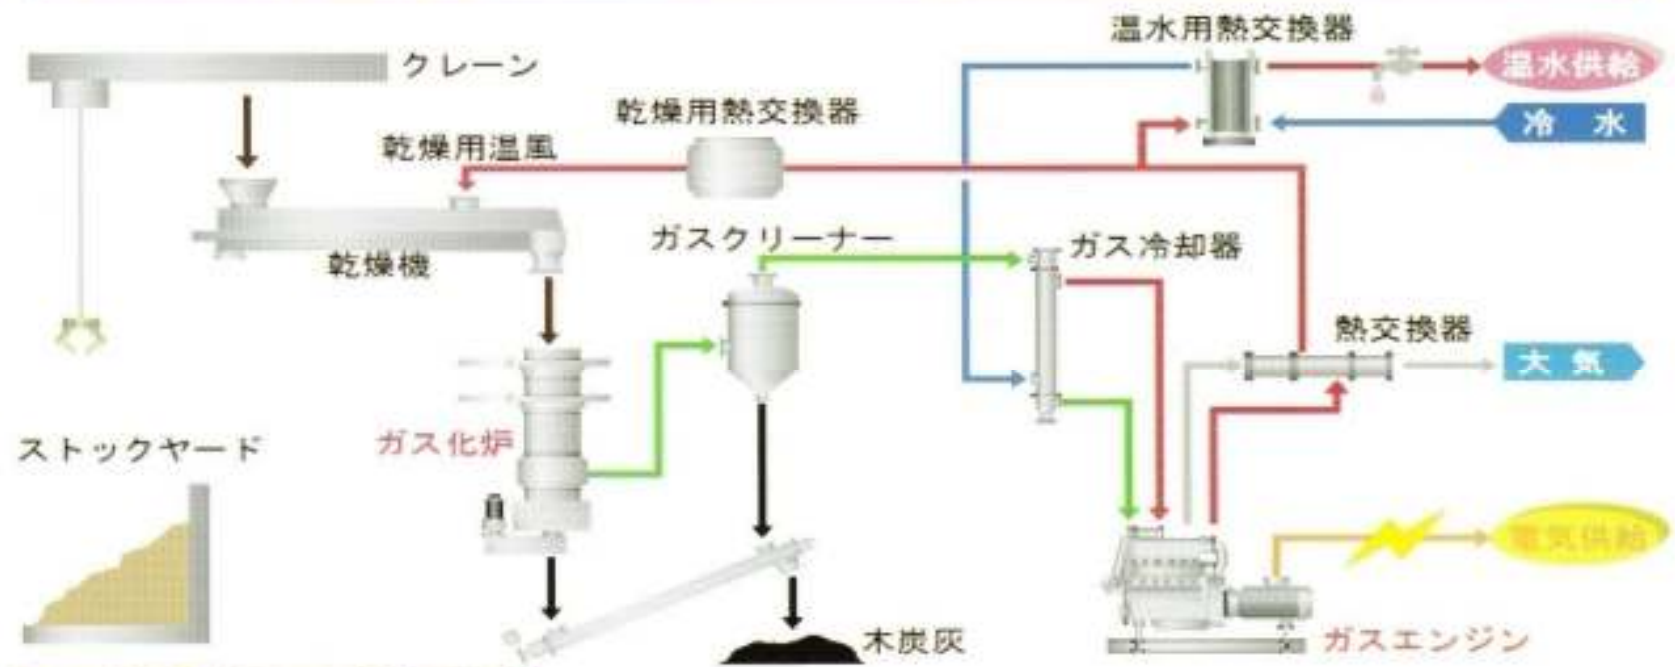 クレーン
温水用熱交換器
温水供給
冷 水
乾燥用熱交換器
乾燥用温風
乾燥機
ガスクリーナー
ガス冷却器
熱交換器
大 気
ストックヤード
ガス化炉
電気供給
木炭灰
ガスエンジン